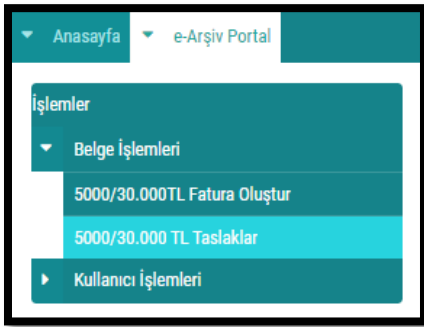 Anasayfa e-Arşiv Portal
İşlemler
Belge İşlemleri
5000/30.000TL Fatura Oluştur
5000/30.000 TL Taslaklar
Kullanıcı İşlemleri